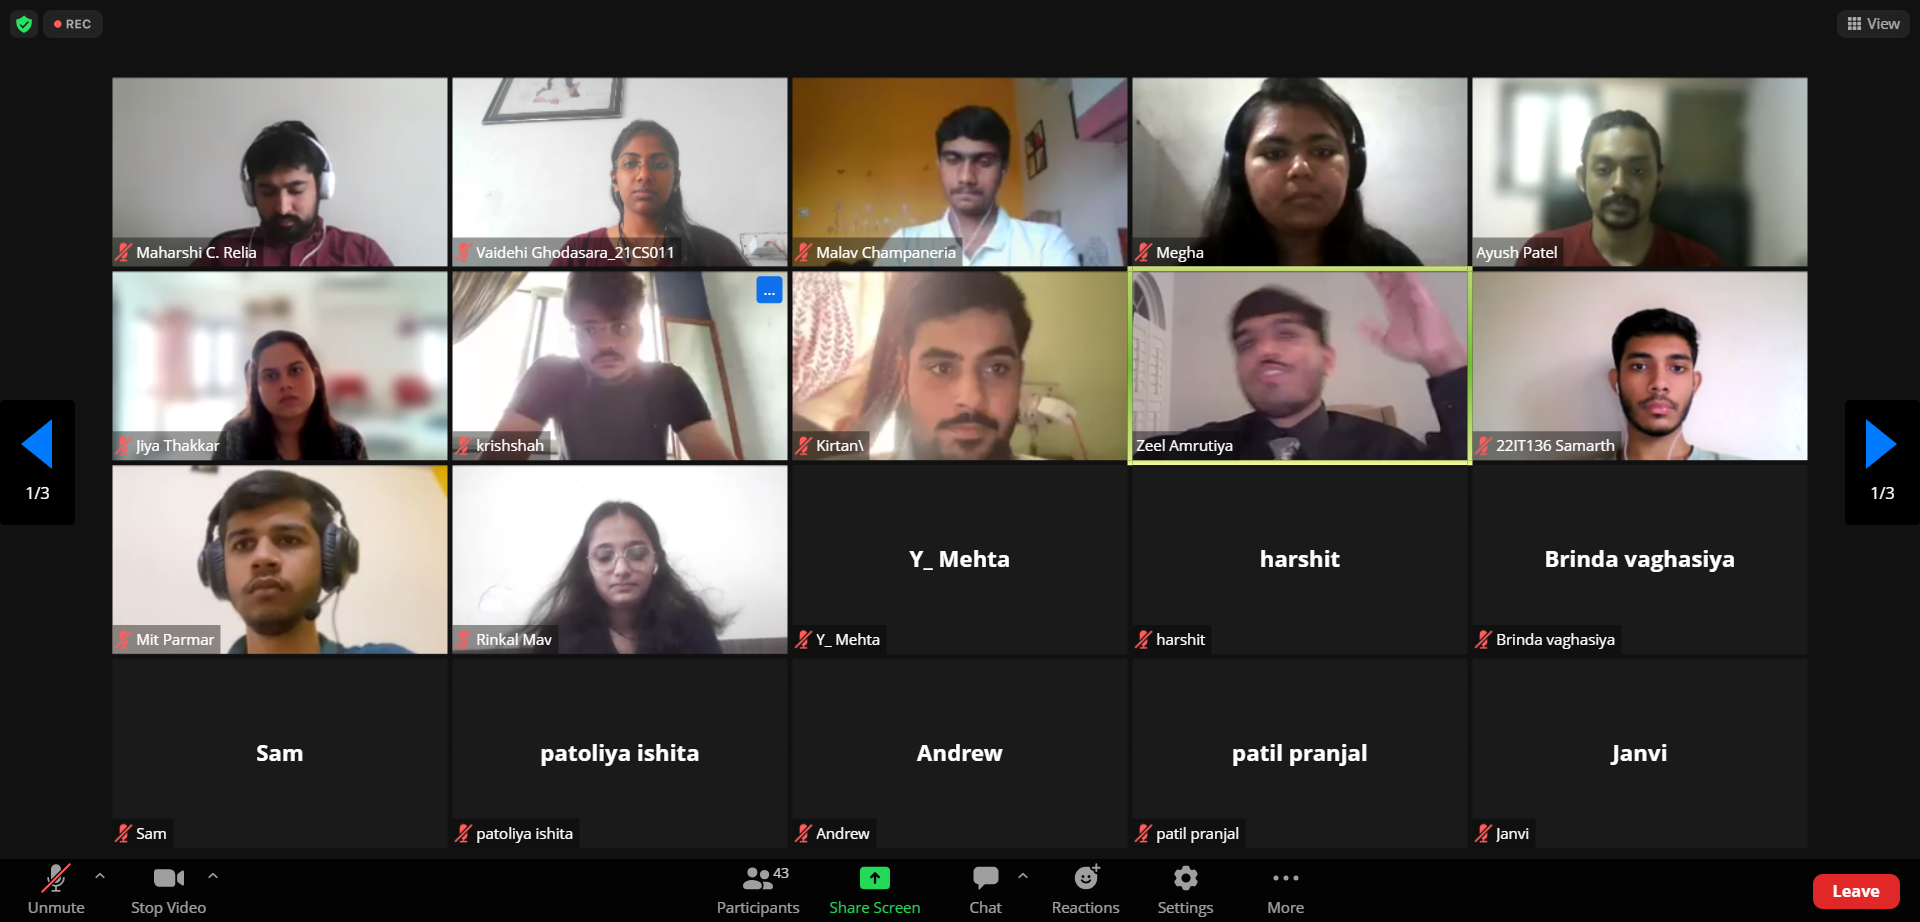 REC
View
Maharshi C. Relia
Vaidehi Ghodasara_21CS011
Malav Champaneria
Megha
Ayush Patel
Jiya Thakkar
...
krishshah
Kirtan\
Zeel Amrutiya
22IT136 Samarth
1/3
1/3
Mit Parmar
Rinkal Mav
Y_ Mehta
Y_ Mehta
harshit
harshit
Brinda vaghasiya
Brinda vaghasiya
Sam
Sam
patoliya ishita
patoliya ishita
Andrew
Andrew
patil pranjal
patil pranjal
Janvi
Janvi
Unmute
Stop Video
43
Participants
Share Screen
Chat
Reactions
Settings
More
Leave